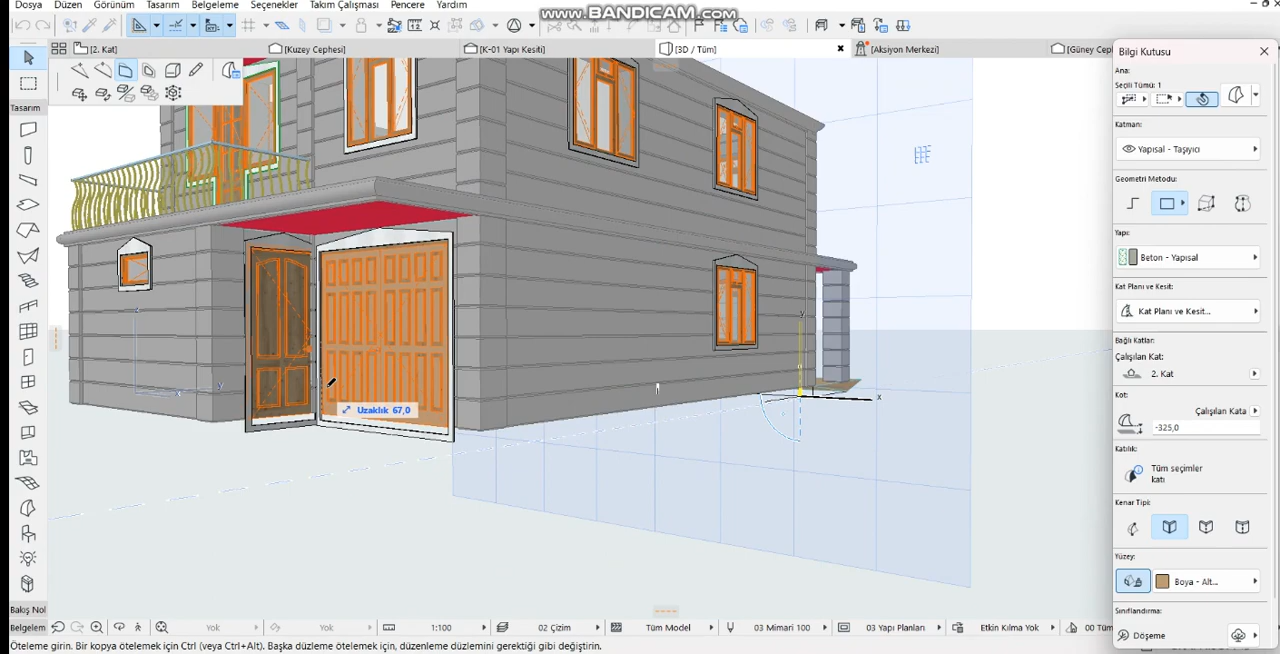 Dosya Düzen Görünüm Tasarım Belgeleme Seçenekler Takım Çalışması Pencere Yardım
www.BANDICAM.com
[2. Kat] [Kuzey Cephesi] [K-01 Yapı Kesiti] [3D / Tüm] [Aksiyon Merkezi] [Güney Cepl
Tasarım
Uzaklık 67,0
y
x
y
x
Bilgi Kutusu
Ana:
Seçili Tümü: 1
Katman:
Yapısal - Taşıyıcı
Geometri Metodu:
Yapı:
Beton - Yapısal
Kat Planı ve Kesit:
Kat Planı ve Kesit...
Bağlı Katlar:
Çalışılan Kat:
2. Kat
Kot:
Çalışılan Kata
-325,0
Katılık:
Tüm seçimler
katı
Kenar Tipi:
Yüzey:
Boya - Alt...
Sınıflandırma:
Döşeme
Bakış Nol
Belgelem
Yok Yok 1:100 02 Çizim Tüm Model 03 Mimari 100 03 Yapı Planları Etkin Kılma Yok 00 Tüm
Öteleme girin. Bir kopya ötelemek için Ctrl (veya Ctrl+Alt). Başka düzleme ötelemek için, düzenleme düzlemini gerektiği gibi değiştirin.